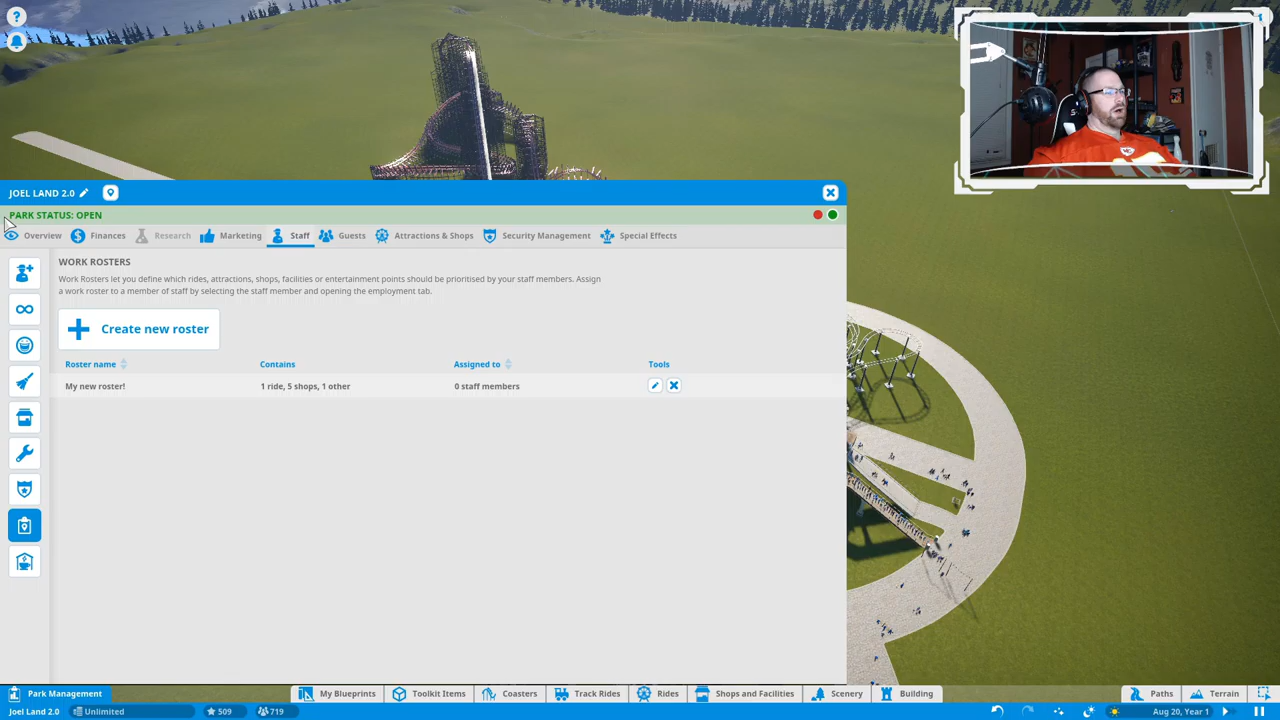 JOEL LAND 2.0
PARK STATUS: OPEN
Overview Finances Research Marketing Staff Guests Attractions & Shops Security Management Special Effects
WORK ROSTERS
Work Rosters let you define which rides, attractions, shops, facilities or entertainment points should be prioritised by your staff members. Assign
a work roster to a member of staff by selecting the staff member and opening the employment tab.
Create new roster
Roster name Contains Assigned to Tools
My new roster! 1 ride, 5 shops, 1 other 0 staff members
Park Management My Blueprints Toolkit Items Coasters Track Rides Rides Shops and Facilities Scenery Building Paths Terrain
Joel Land 2.0 Unlimited 509 719 Aug 20, Year 1